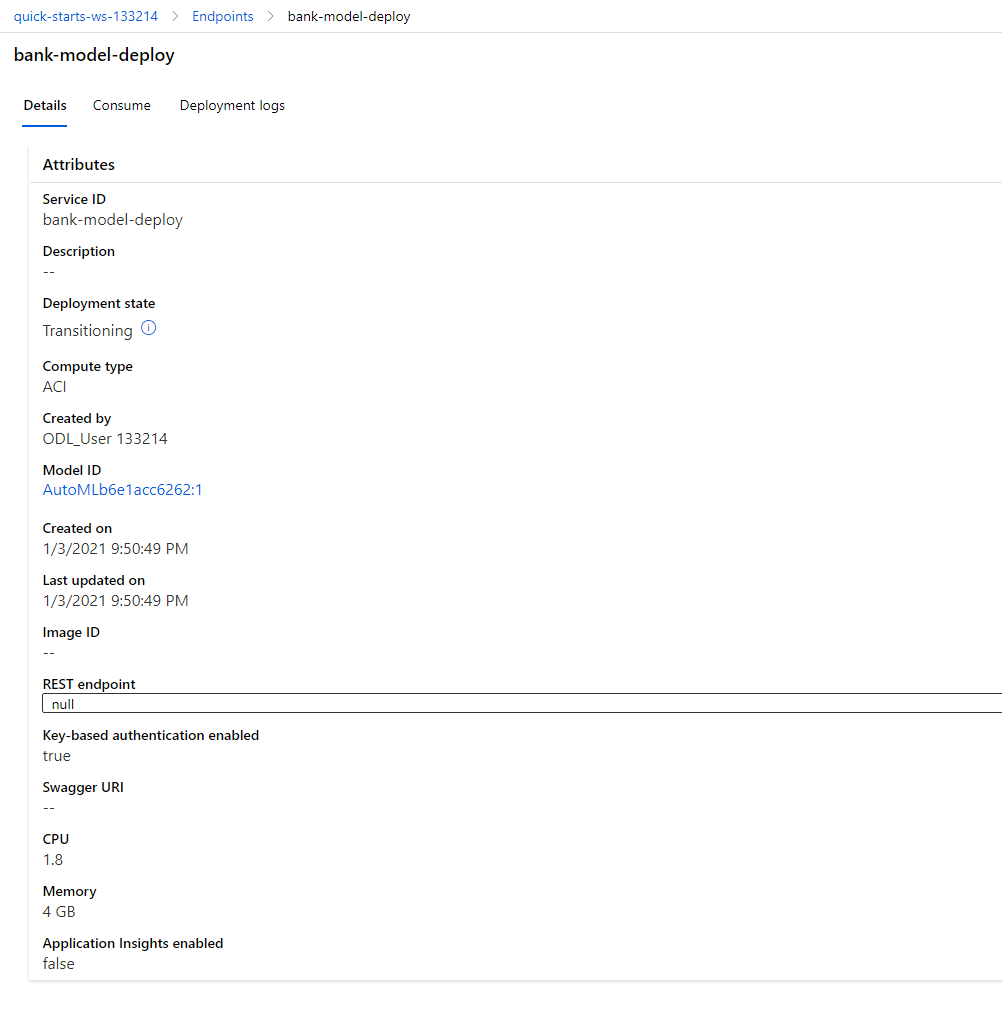 quick-starts-ws-133214 > Endpoints > bank-model-deploy
bank-model-deploy
Details Consume Deployment logs
Attributes
Service ID
bank-model-deploy
Description
--
Deployment state
Transitioning
Compute type
ACI
Created by
ODL_User 133214
Model ID
AutoMLb6e1acc6262:1
Created on
1/3/2021 9:50:49 PM
Last updated on
1/3/2021 9:50:49 PM
Image ID
--
REST endpoint
null
Key-based authentication enabled
true
Swagger URI
--
CPU
1.8
Memory
4 GB
Application Insights enabled
false